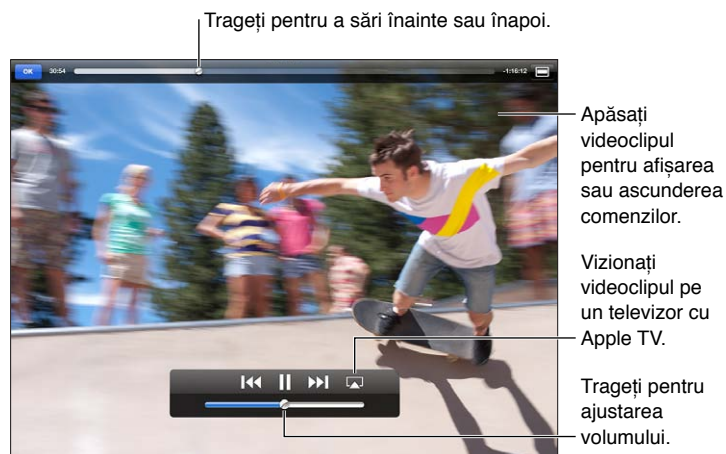 Trageți pentru a sări înainte sau înapoi.
OK 30:54 -1:16:12
Apăsați
videoclipul
pentru afișarea
sau ascunderea
comenzilor.
Vizionați
videoclipul pe
un televizor cu
Apple TV.
Trageți pentru
ajustarea
volumului.